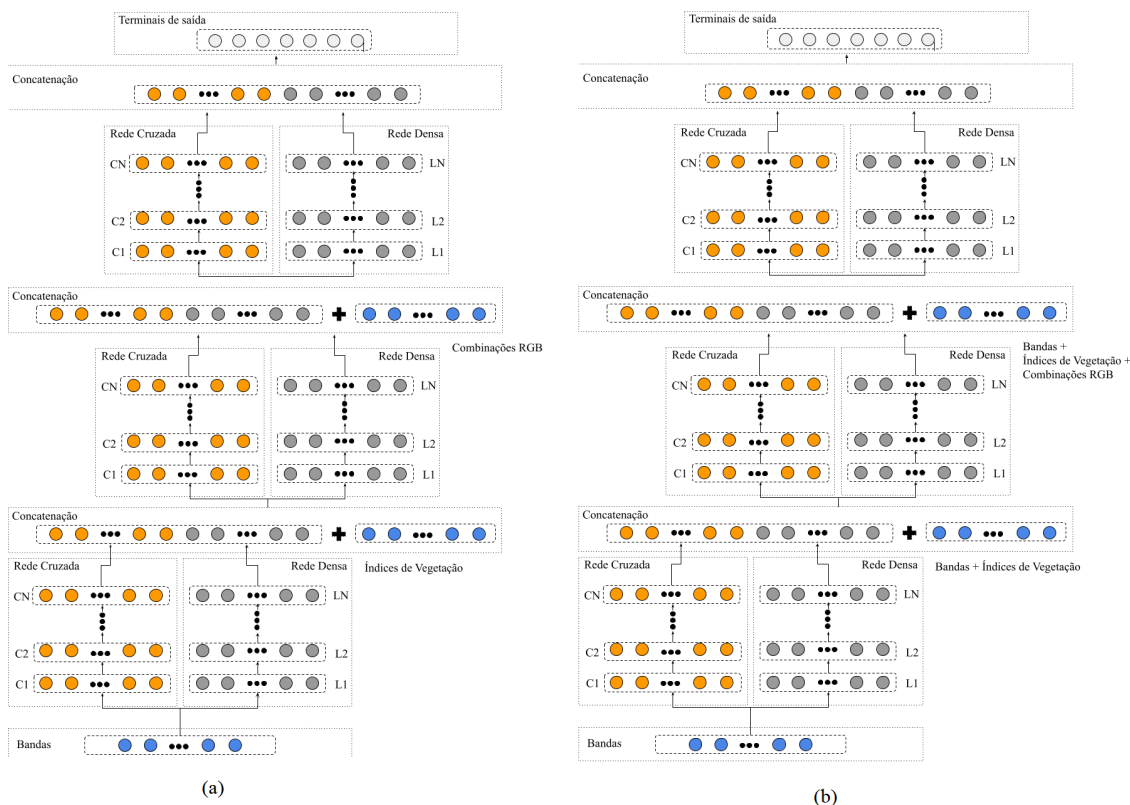 Terminais de saída
Concatenação
Rede Cruzada
Rede Densa
CN
LN
C2
L2
C1
L1
Concatenação
Combinações RGB
Rede Cruzada
Rede Densa
CN
LN
C2
L2
C1
L1
Concatenação
Índices de Vegetação
Rede Cruzada
Rede Densa
CN
LN
C2
L2
C1
L1
Bandas
(a)
Terminais de saída
Concatenação
Rede Cruzada
Rede Densa
CN
LN
C2
L2
C1
L1
Concatenação
Bandas +
Índices de Vegetação +
Combinações RGB
Rede Cruzada
Rede Densa
CN
LN
C2
L2
C1
L1
Concatenação
Bandas + Índices de Vegetação
Rede Cruzada
Rede Densa
CN
LN
C2
L2
C1
L1
Bandas
(b)